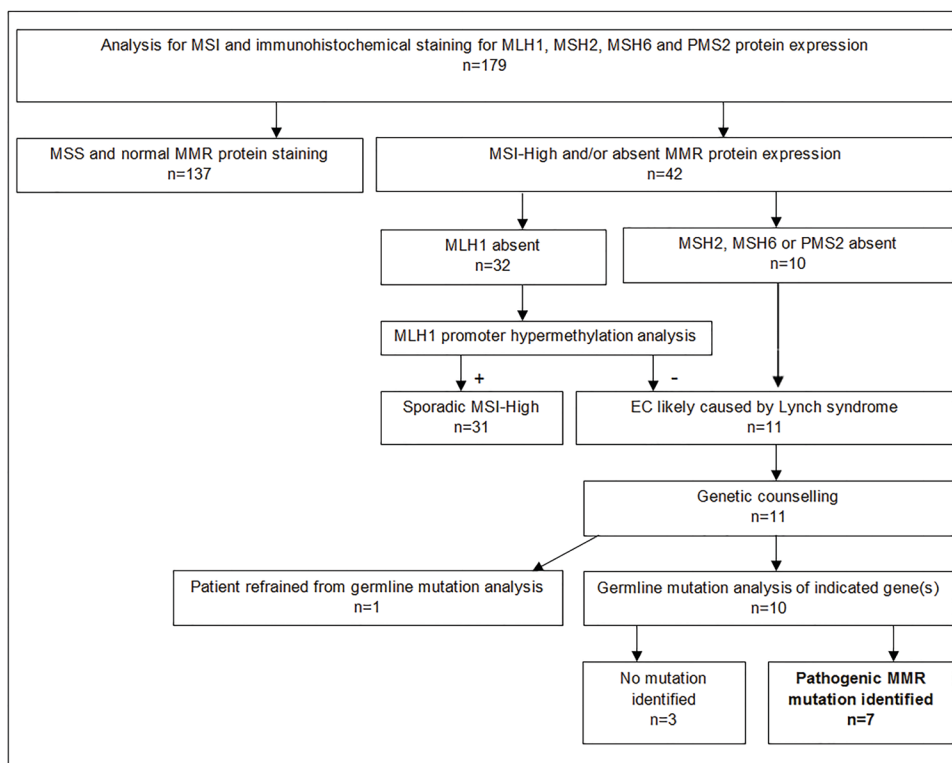 Analysis for MSI and immunohistochemical staining for MLH1, MSH2, MSH6 and PMS2 protein expression
n=179
MSS and normal MMR protein staining
n=137
MSI-High and/or absent MMR protein expression
n=42
MLH1 absent
n=32
MSH2, MSH6 or PMS2 absent
n=10
MLH1 promoter hypermethylation analysis
+
-
Sporadic MSI-High
n=31
EC likely caused by Lynch syndrome
n=11
Genetic counselling
n=11
Patient refrained from germline mutation analysis
n=1
Germline mutation analysis of indicated gene(s)
n=10
No mutation
identified
n=3
Pathogenic MMR
mutation identified
n=7